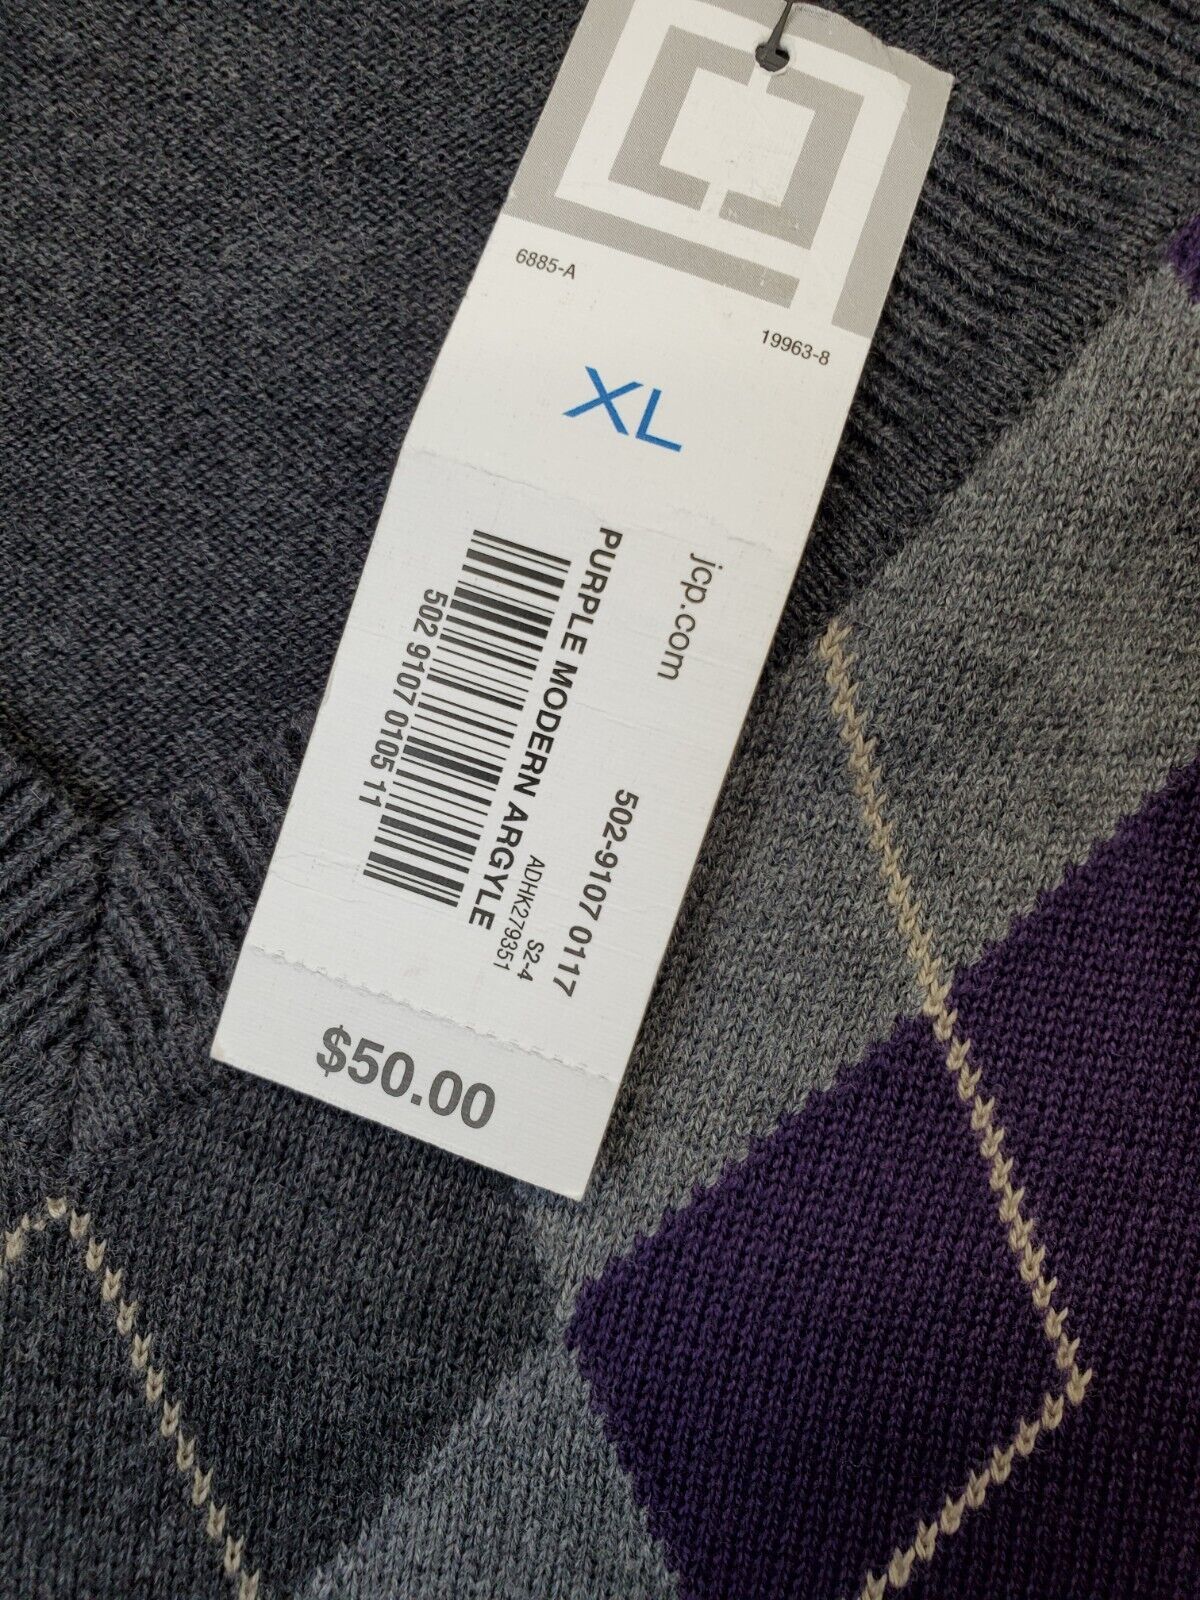 6885-A
19963-8
XL
jcp.com
502-9107 0117
PURPLE MODERN ARGYLE
S2-4
ADHK279351
502 9107 0105 11
$50.00